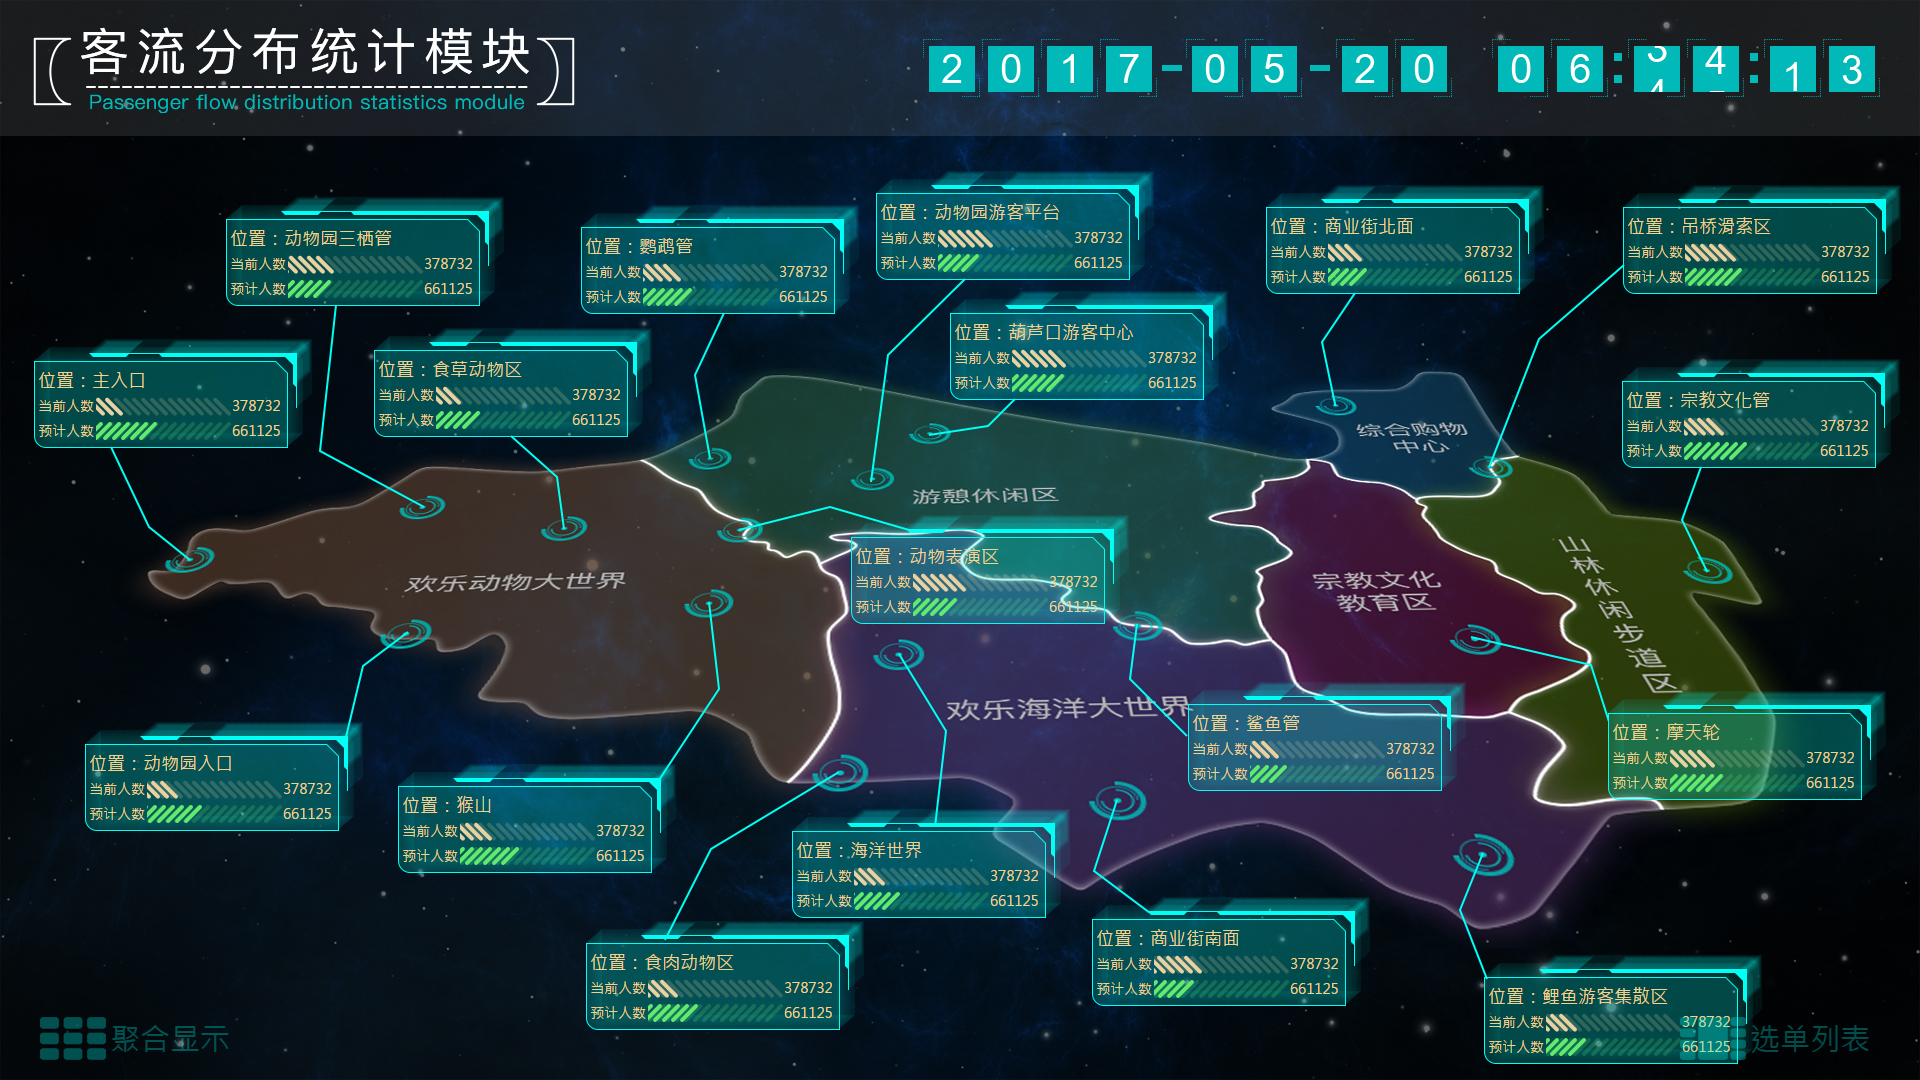 客流分布统计模块
Passenger flow distribution statistics module
2017-05-20 06:34:13
位置：动物园三栖管
当前人数 378732
预计人数 661125
位置：鹦鹉管
当前人数 378732
预计人数 661125
位置：动物园游客平台
当前人数 378732
预计人数 661125
位置：商业街北面
当前人数 378732
预计人数 661125
位置：吊桥滑索区
当前人数 378732
预计人数 661125
位置：主入口
当前人数 378732
预计人数 661125
位置：食草动物区
当前人数 378732
预计人数 661125
位置：葫芦口游客中心
当前人数 378732
预计人数 661125
位置：宗教文化管
当前人数 378732
预计人数 661125
综合购物
中心
游憩休闲区
欢乐动物大世界
位置：动物表演区
当前人数 378732
预计人数 661125
宗教文化
教育区
山林休闲步道区
欢乐海洋大世界
位置：鲨鱼管
当前人数 378732
预计人数 661125
位置：摩天轮
当前人数 378732
预计人数 661125
位置：动物园入口
当前人数 378732
预计人数 661125
位置：猴山
当前人数 378732
预计人数 661125
位置：海洋世界
当前人数 378732
预计人数 661125
位置：商业街南面
当前人数 378732
预计人数 661125
位置：食肉动物区
当前人数 378732
预计人数 661125
位置：鲤鱼游客集散区
当前人数 378732
预计人数 661125
聚合显示
选单列表